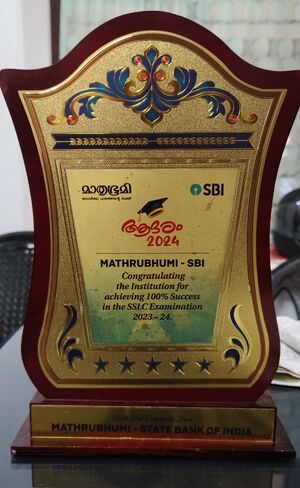 മാതൃഭൂമി
SBI
ആദരം
2024
MATHRUBHUMI - SBI
Congratulating
the Institution for
achieving 100% Success
in the SSLC Examination
2023 - 24.
MATHRUBHUMI - STATE BANK OF INDIA